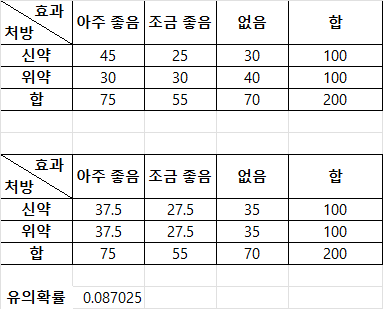 효과
처방 아주 좋음 조금 좋음 없음 합
신약 45 25 30 100
위약 30 30 40 100
합 75 55 70 200
효과
처방 아주 좋음 조금 좋음 없음 합
신약 37.5 27.5 35 100
위약 37.5 27.5 35 100
합 75 55 70 200
유의확률 0.087025